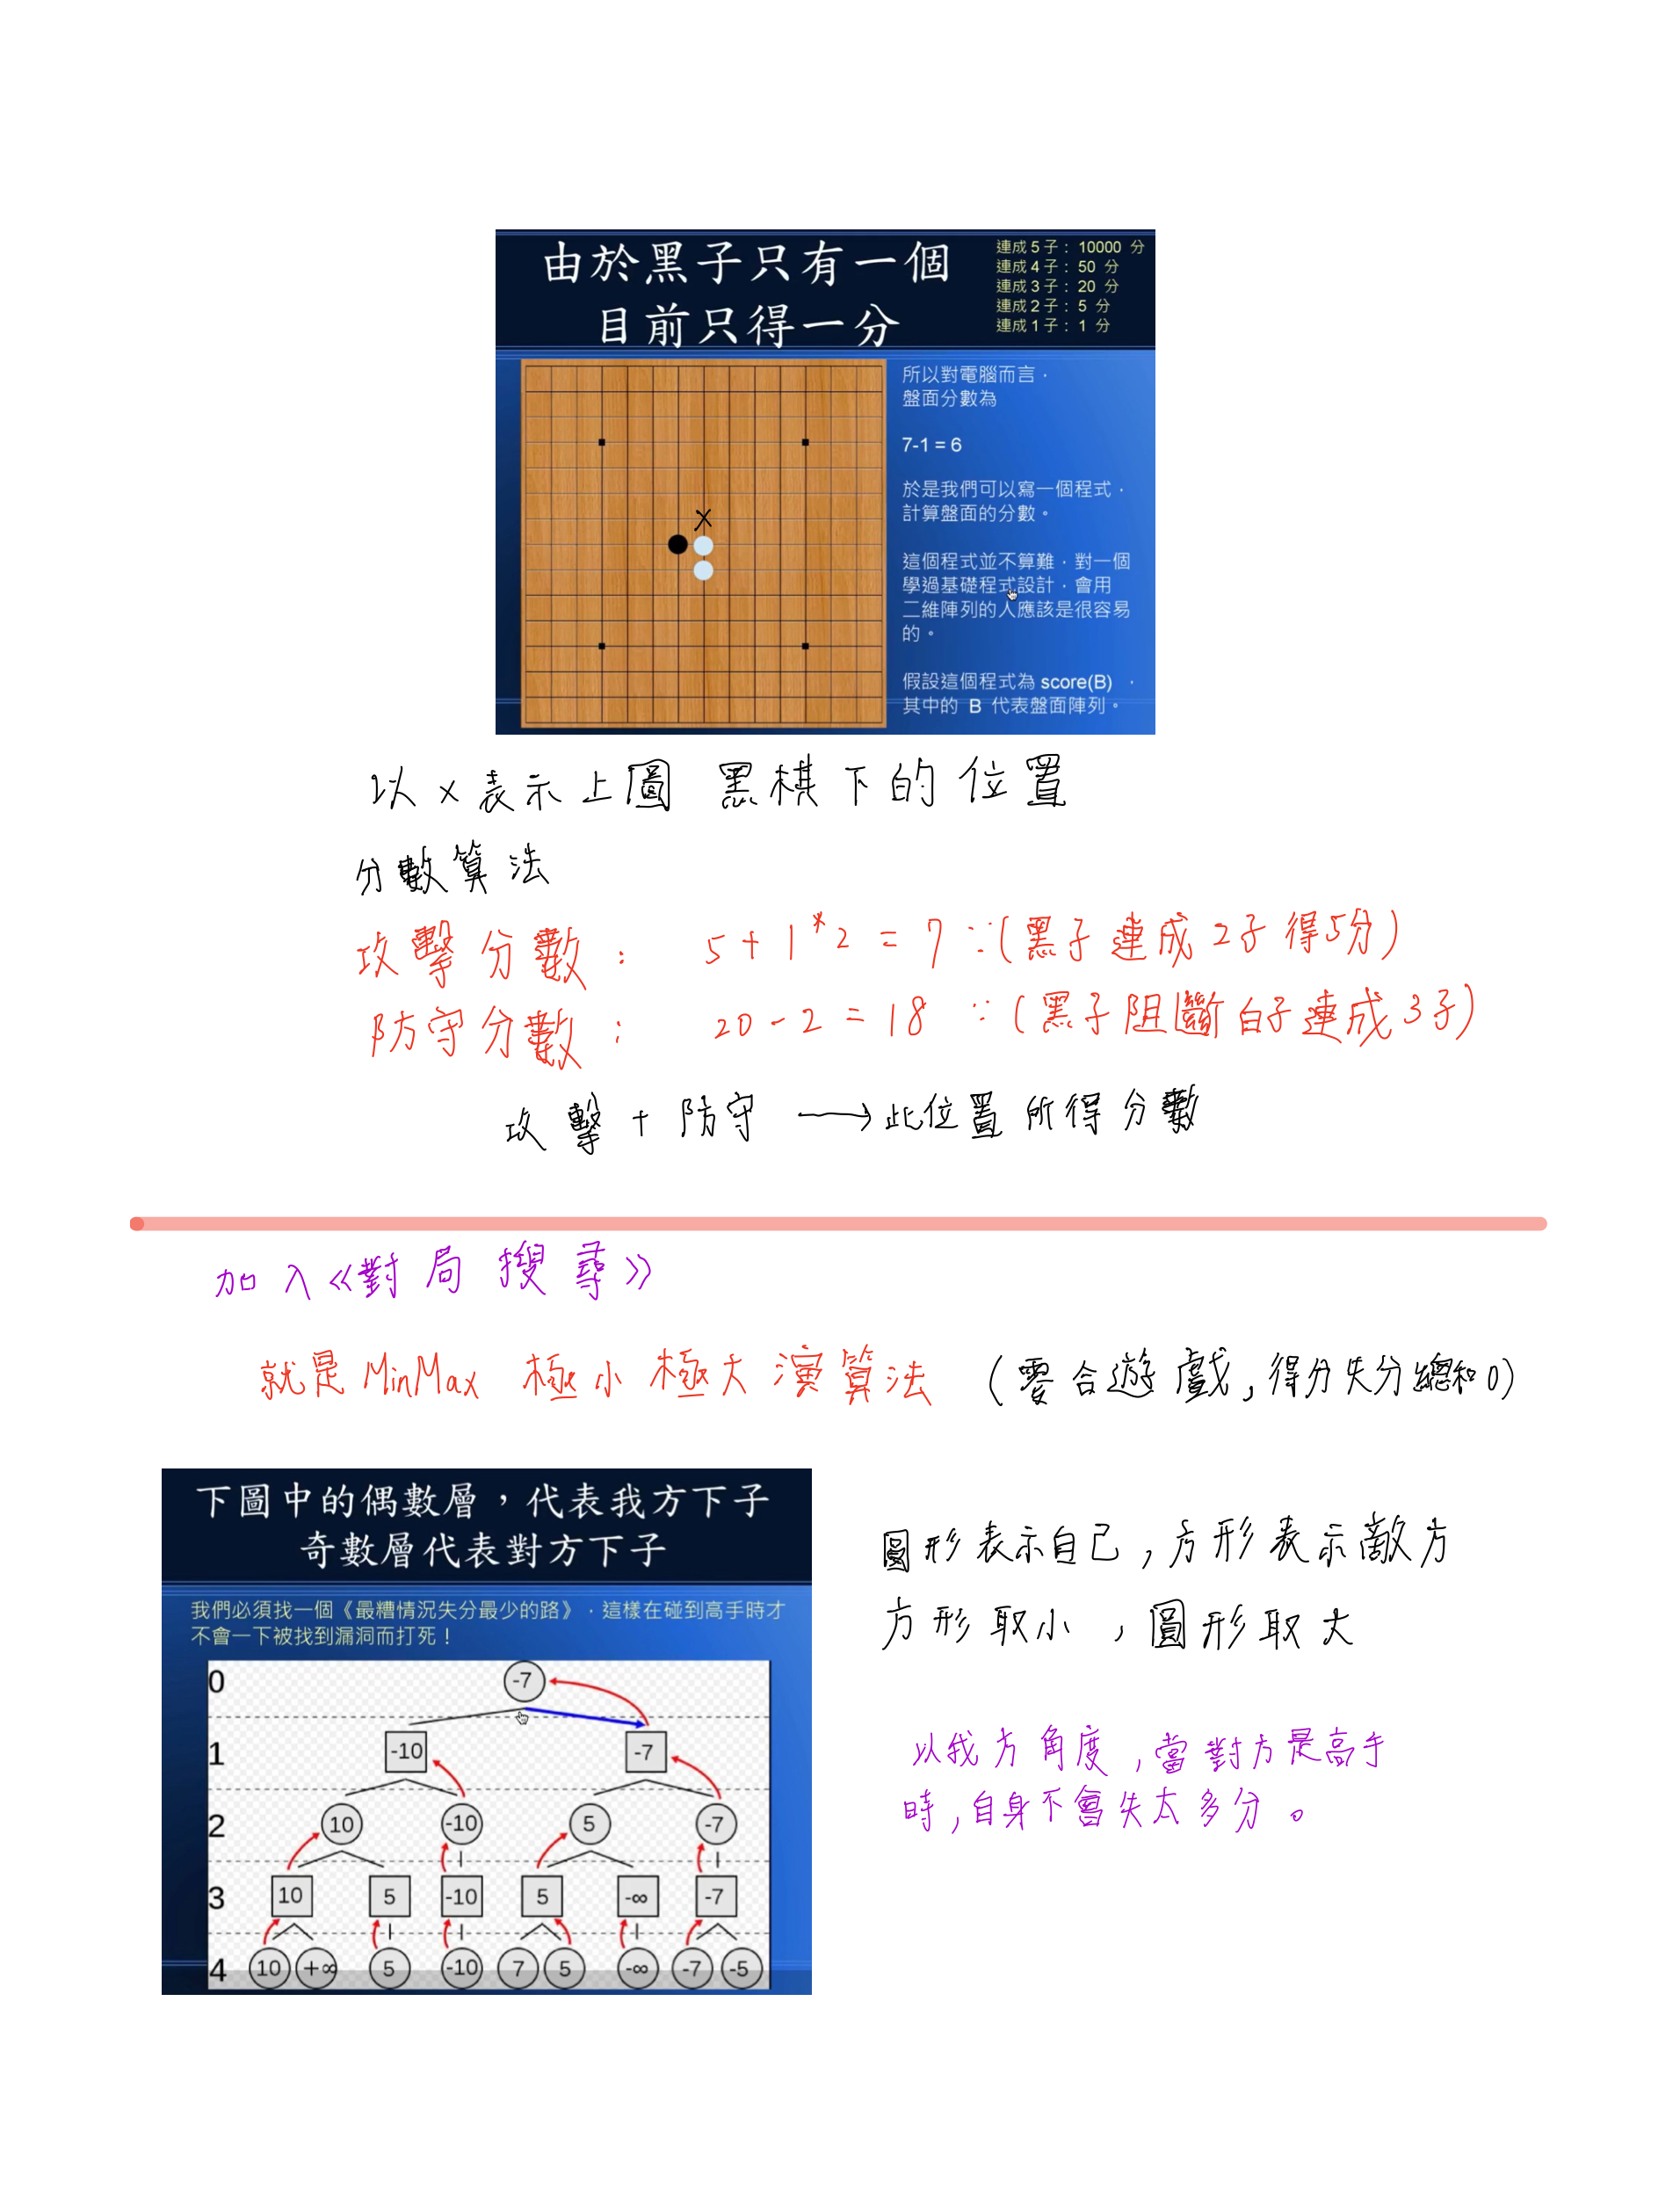 由於黑子只有一個
目前只得一分
連成5子: 10000 分
連成4子: 50 分
連成3子: 20 分
連成2子: 5 分
連成1子: 1 分
所以對電腦而言，
盤面分數為
7-1 = 6
於是我們可以寫一個程式，
計算盤面的分數。
這個程式並不算難，對一個
學過基礎程式設計，會用
二維陣列的人應該是很容易
的。
假設這個程式為 score(B) ，
其中的 B 代表盤面陣列。
x
以x表示上圖 黑棋下的位置
分數算法
攻擊分數: 5+1*2=7 ∵(黑子連成2子得5分)
防守分數: 20-2=18 ∵(黑子阻斷白子連成3子)
攻擊+防守 → 此位置所得分數
加入《對局搜尋》
就是MinMax 極小極大演算法 (零合遊戲,得分失分總和0)
下圖中的偶數層，代表我方下子
奇數層代表對方下子
我們必須找一個《最糟情況失分最少的路》，這樣在碰到高手時才
不會一下被找到漏洞而打死！
0 -7
1 -10 -7
2 10 -10 5 -7
3 10 5 -10 5 -∞ -7
4 10 +∞ 5 -10 7 5 -∞ -7 -5
圓形表示自己,方形表示敵方
方形取小,圓形取大
以我方角度,當對方是高手
時,自身不會失太多分。